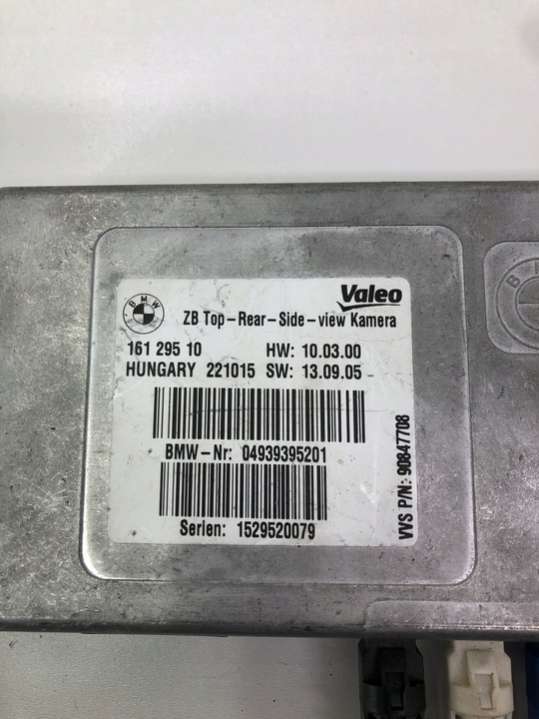 BMW
Valeo
ZB Top-Rear-Side-view Kamera
161 295 10 HW: 10.03.00
HUNGARY 221015 SW: 13.09.05
BMW-Nr: 04939395201
Serien: 1529520079
VVS P/N: 90847708